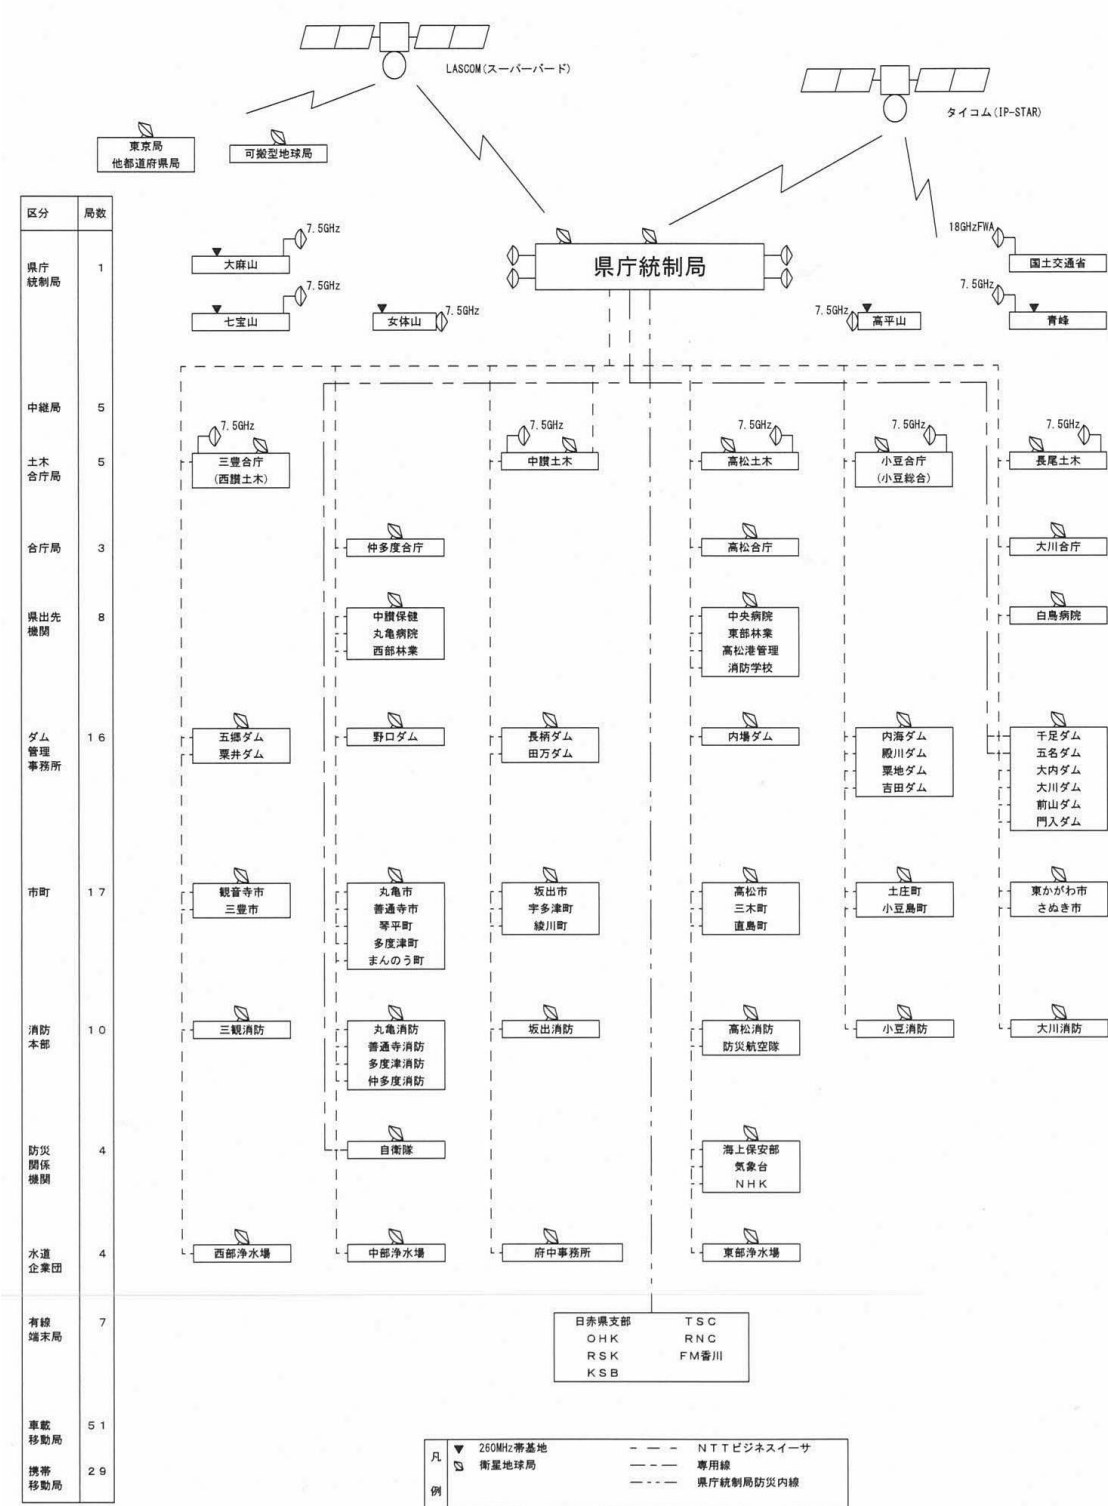 LASCOM(スーパーバード)
タイコム(IP-STAR)
東京局
他都道府県局
可搬型地球局
区分 局数
県庁
統制局 1
中継局 5
土木
合庁局 5
合庁局 3
県出先
機関 8
ダム
管理
事務所 16
市町 17
消防
本部 10
防災
関係
機関 4
水道
企業団 4
有線
端末局 7
車載
移動局 51
携帯
移動局 29
7.5GHz
大麻山
県庁統制局
18GHzFWA
国土交通省
7.5GHz
七宝山
女体山 7.5GHz
7.5GHz 高平山
7.5GHz
青峰
7.5GHz
三豊合庁
(西讃土木)
7.5GHz
中讃土木
7.5GHz
高松土木
7.5GHz
小豆合庁
(小豆総合)
7.5GHz
長尾土木
仲多度合庁
高松合庁
大川合庁
中讃保健
丸亀病院
西部林業
中央病院
東部林業
高松港管理
消防学校
白鳥病院
五郷ダム
粟井ダム
野口ダム
長柄ダム
田万ダム
内場ダム
内海ダム
殿川ダム
粟地ダム
吉田ダム
千足ダム
五名ダム
大内ダム
大川ダム
前山ダム
門入ダム
観音寺市
三豊市
丸亀市
善通寺市
琴平町
多度津町
まんのう町
坂出市
宇多津町
綾川町
高松市
三木町
直島町
土庄町
小豆島町
東かがわ市
さぬき市
三観消防
丸亀消防
善通寺消防
多度津消防
仲多度消防
坂出消防
高松消防
防災航空隊
小豆消防
大川消防
自衛隊
海上保安部
気象台
NHK
西部浄水場
中部浄水場
府中事務所
東部浄水場
日赤県支部 TSC
OHK RNC
RSK FM香川
KSB
凡例
260MHz帯基地 NTTビジネスイーサ
衛星地球局 専用線
県庁統制局防災内線